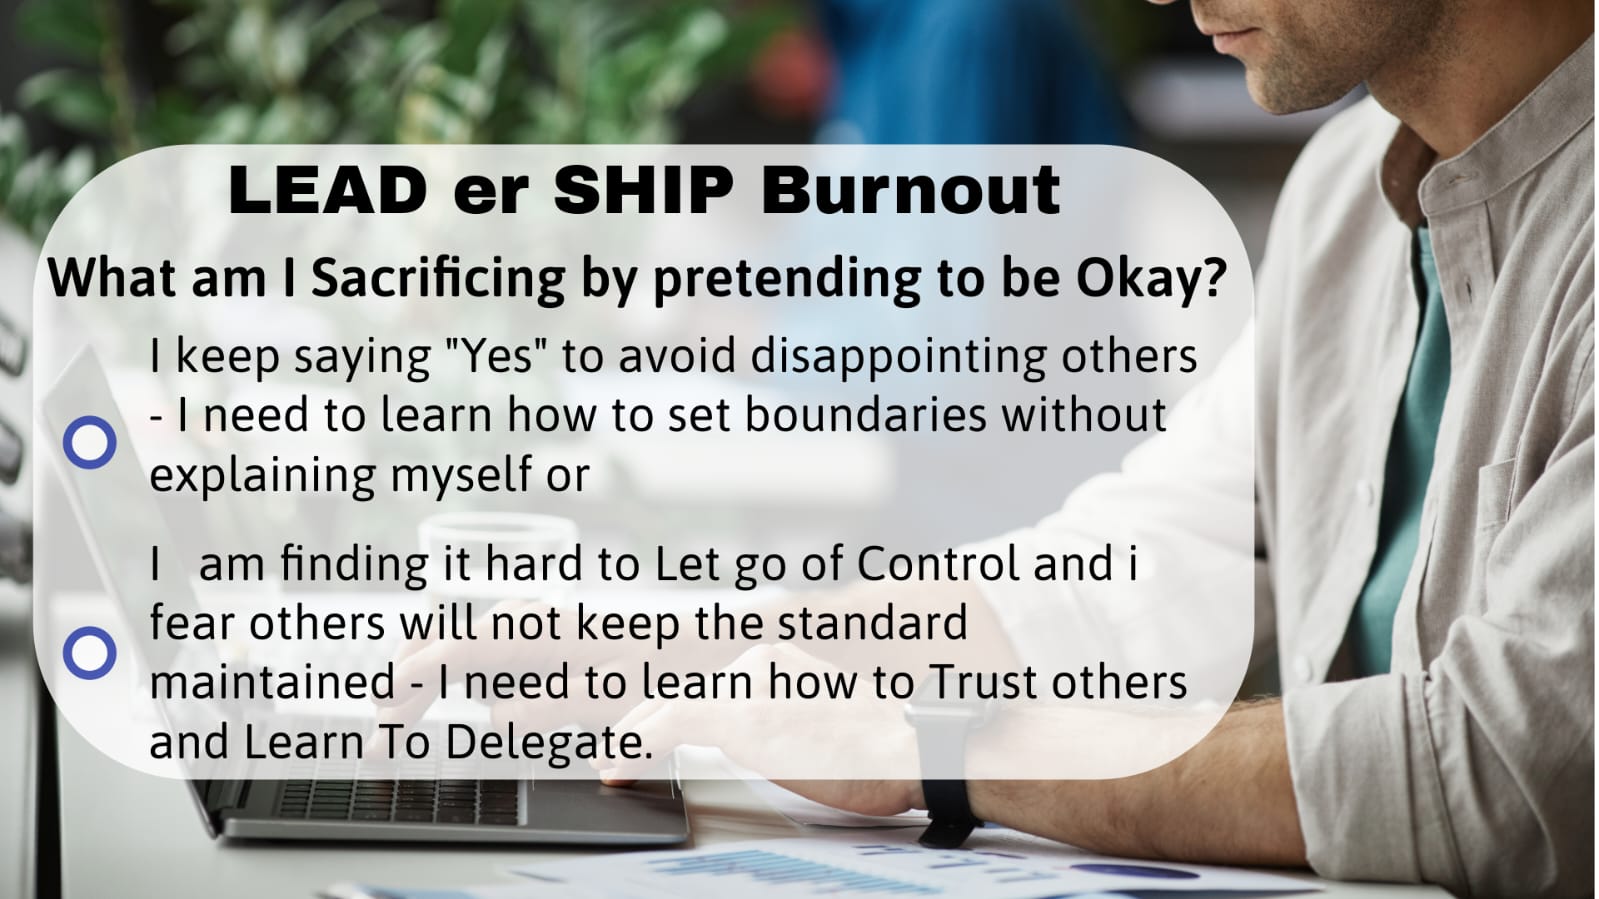 LEAD er SHIP Burnout
What am I Sacrificing by pretending to be Okay?
I keep saying "Yes" to avoid disappointing others
- I need to learn how to set boundaries without
explaining myself or
I   am finding it hard to Let go of Control and i
fear others will not keep the standard
maintained - I need to learn how to Trust others
and Learn To Delegate.